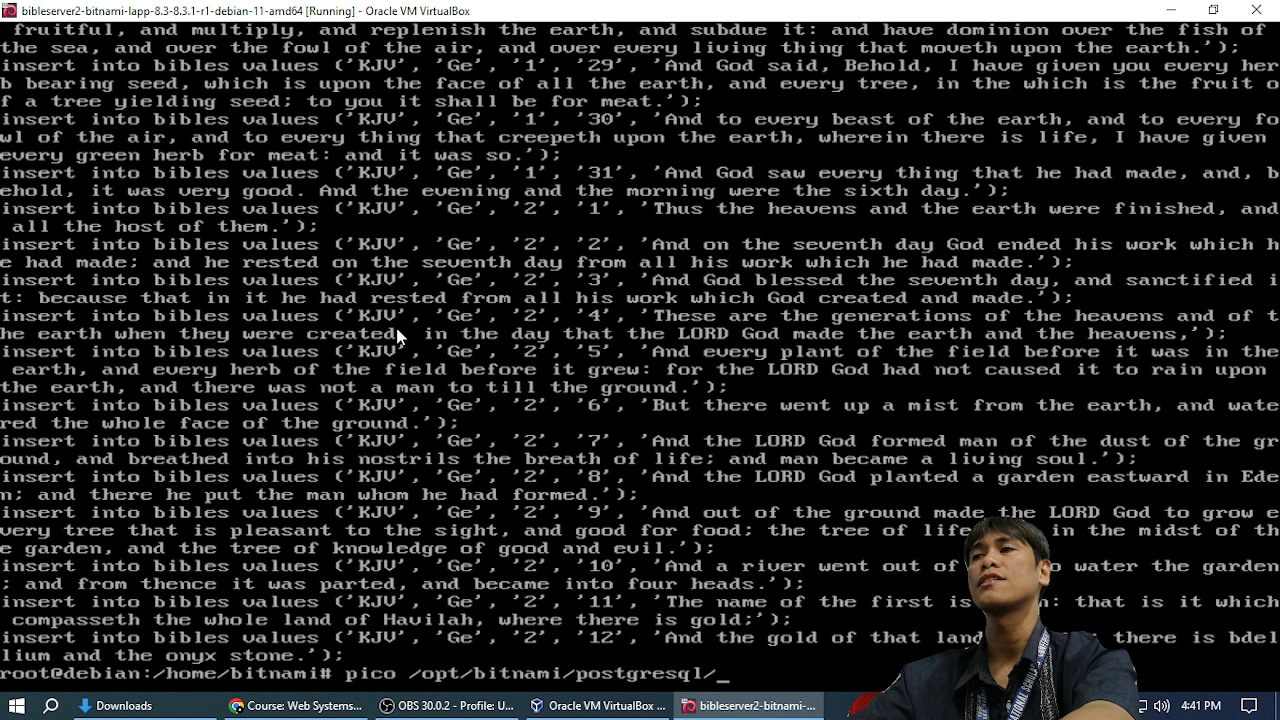 bibleserver2-bitnami-lapp-8.3-8.3.1-r1-debian-11-amd64 [Running] - Oracle VM VirtualBox
fruitful, and multiply, and replenish the earth, and subdue it: and have dominion over the fish of
the sea, and over the fowl of the air, and over every living thing that moveth upon the earth.');
insert into bibles values ('KJV', 'Ge', '1', '29', 'And God said, Behold, I have given you every her
b bearing seed, which is upon the face of all the earth, and every tree, in the which is the fruit o
f a tree yielding seed; to you it shall be for meat.');
insert into bibles values ('KJV', 'Ge', '1', '30', 'And to every beast of the earth, and to every fo
wl of the air, and to every thing that creepeth upon the earth, wherein there is life, I have given
every green herb for meat: and it was so.');
insert into bibles values ('KJV', 'Ge', '1', '31', 'And God saw every thing that he had made, and, b
ehold, it was very good. And the evening and the morning were the sixth day.');
insert into bibles values ('KJV', 'Ge', '2', '1', 'Thus the heavens and the earth were finished, and
all the host of them.');
insert into bibles values ('KJV', 'Ge', '2', '2', 'And on the seventh day God ended his work which h
e had made; and he rested on the seventh day from all his work which he had made.');
insert into bibles values ('KJV', 'Ge', '2', '3', 'And God blessed the seventh day, and sanctified i
t: because that in it he had rested from all his work which God created and made.');
insert into bibles values ('KJV', 'Ge', '2', '4', 'These are the generations of the heavens and of t
he earth when they were created, in the day that the LORD God made the earth and the heavens,');
insert into bibles values ('KJV', 'Ge', '2', '5', 'And every plant of the field before it was in the
earth, and every herb of the field before it grew: for the LORD God had not caused it to rain upon
the earth, and there was not a man to till the ground.');
insert into bibles values ('KJV', 'Ge', '2', '6', 'But there went up a mist from the earth, and wate
red the whole face of the ground.');
insert into bibles values ('KJV', 'Ge', '2', '7', 'And the LORD God formed man of the dust of the gr
ound, and breathed into his nostrils the breath of life; and man became a living soul.');
insert into bibles values ('KJV', 'Ge', '2', '8', 'And the LORD God planted a garden eastward in Ede
n; and there he put the man whom he had formed.');
insert into bibles values ('KJV', 'Ge', '2', '9', 'And out of the ground made the LORD God to grow e
very tree that is pleasant to the sight, and good for food; the tree of life in the midst of th
e garden, and the tree of knowledge of good and evil.');
insert into bibles values ('KJV', 'Ge', '2', '10', 'And a river went out of o water the garden
; and from thence it was parted, and became into four heads.');
insert into bibles values ('KJV', 'Ge', '2', '11', 'The name of the first is n: that is it which
compasseth the whole land of Havilah, where there is gold;');
insert into bibles values ('KJV', 'Ge', '2', '12', 'And the gold of that land there is bdel
lium and the onyx stone.');
root@debian:/home/bitnami# pico /opt/bitnami/postgresql/_
Downloads
Course: Web Systems...
OBS 30.0.2 - Profile: U...
Oracle VM VirtualBox ...
bibleserver2-bitnami-...
4:41 PM